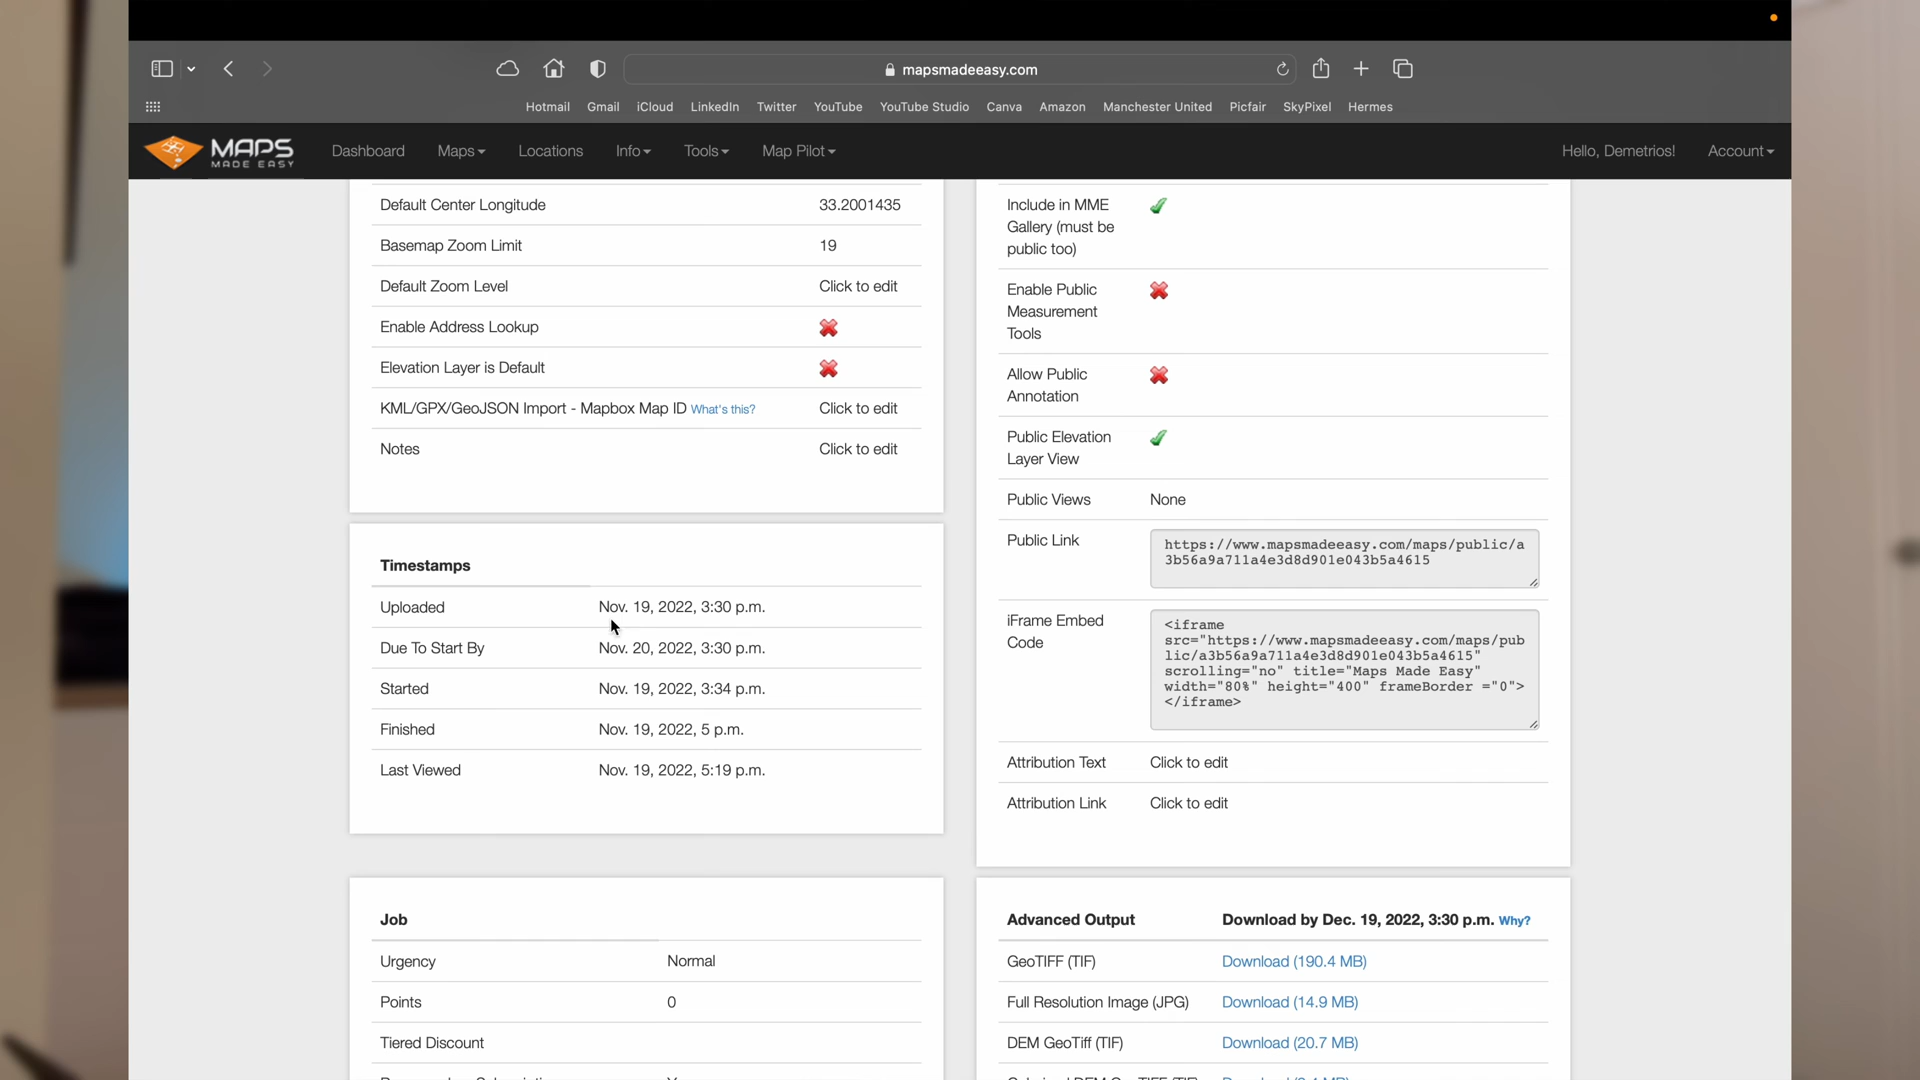 mapsmadeeasy.com
Hotmail Gmail iCloud LinkedIn Twitter YouTube YouTube Studio Canva Amazon Manchester United Picfair SkyPixel Hermes
MAPS
MADE EASY
Dashboard Maps Locations Info Tools Map Pilot Hello, Demetrios! Account
Default Center Longitude 33.2001435
Basemap Zoom Limit 19
Default Zoom Level Click to edit
Enable Address Lookup
Elevation Layer is Default
KML/GPX/GeoJSON Import - Mapbox Map ID What's this? Click to edit
Notes Click to edit
Timestamps
Uploaded Nov. 19, 2022, 3:30 p.m.
Due To Start By Nov. 20, 2022, 3:30 p.m.
Started Nov. 19, 2022, 3:34 p.m.
Finished Nov. 19, 2022, 5 p.m.
Last Viewed Nov. 19, 2022, 5:19 p.m.
Job
Urgency Normal
Points 0
Tiered Discount
Include in MME
Gallery (must be
public too)
Enable Public
Measurement
Tools
Allow Public
Annotation
Public Elevation
Layer View
Public Views None
Public Link
https://www.mapsmadeeasy.com/maps/public/a
3b56a9a711a4e3d8d901e043b5a4615
iFrame Embed
Code
<iframe
src="https://www.mapsmadeeasy.com/maps/pub
lic/a3b56a9a711a4e3d8d901e043b5a4615"
scrolling="no" title="Maps Made Easy"
width="80%" height="400" frameBorder ="0">
</iframe>
Attribution Text Click to edit
Attribution Link Click to edit
Advanced Output Download by Dec. 19, 2022, 3:30 p.m. Why?
GeoTIFF (TIF) Download (190.4 MB)
Full Resolution Image (JPG) Download (14.9 MB)
DEM GeoTiff (TIF) Download (20.7 MB)